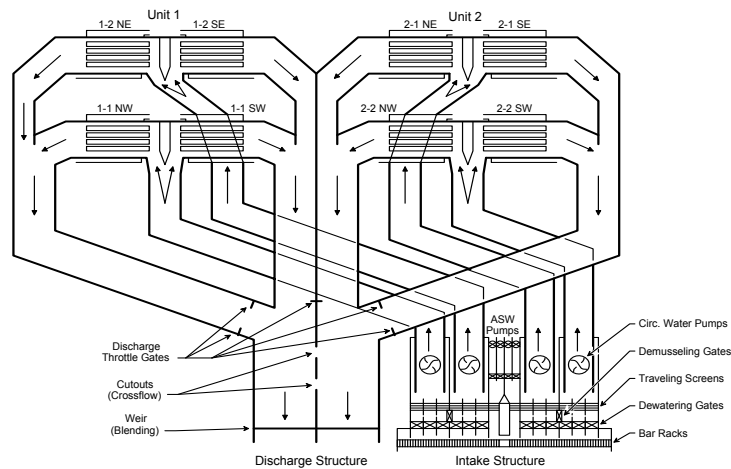 Unit 1
Unit 2
1-2 NE
1-2 SE
2-1 NE
2-1 SE
1-1 NW
1-1 SW
2-2 NW
2-2 SW
ASW
Pumps
Discharge
Throttle Gates
Cutouts
(Crossflow)
Weir
(Blending)
Circ. Water Pumps
Demusseling Gates
Traveling Screens
Dewatering Gates
Bar Racks
Discharge Structure
Intake Structure